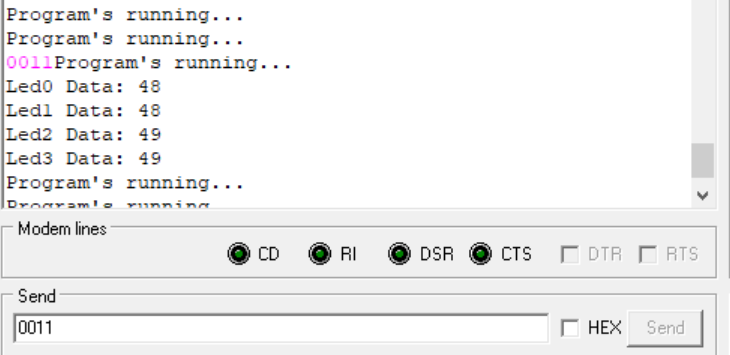 Program's running...
Program's running...
0011Program's running...
Led0 Data: 48
Led1 Data: 48
Led2 Data: 49
Led3 Data: 49
Program's running...
Program's running
Modem lines
CD RI DSR CTS DTR RTS
Send
0011 HEX Send